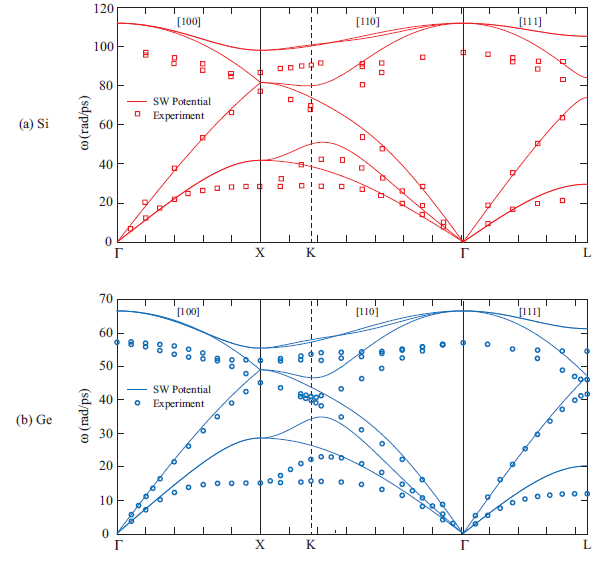 120
[100]
[110]
[111]
100
80
ω (rad/ps)
SW Potential
Experiment
(a) Si
60
40
20
0
Γ
X
K
Γ
L
70
[100]
[110]
[111]
60
50
ω (rad/ps)
SW Potential
Experiment
40
(b) Ge
30
20
10
0
Γ
X
K
Γ
L